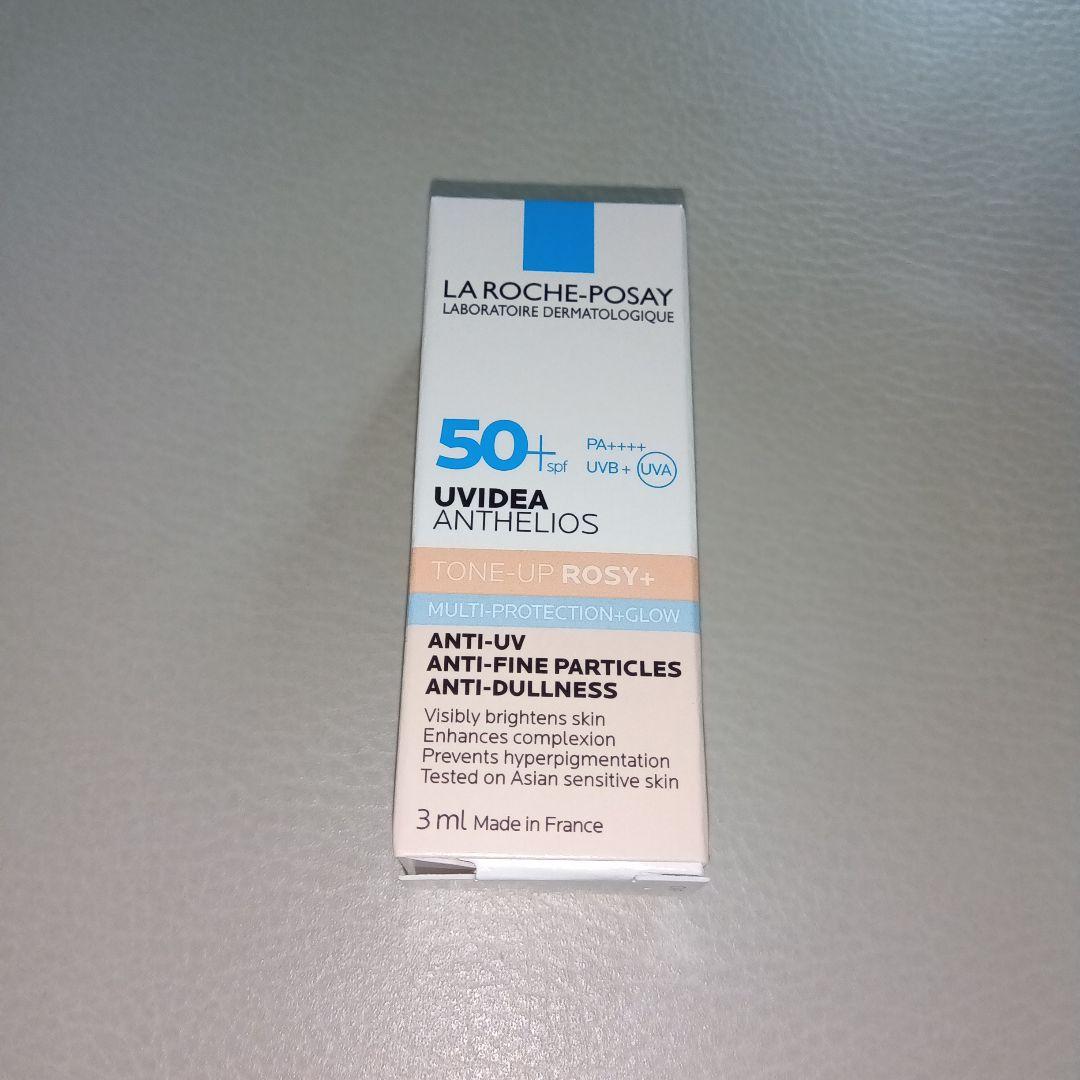 LA ROCHE-POSAY
LABORATOIRE DERMATOLOGIQUE
50+ spf
PA++++
UVB + UVA
UVIDEA
ANTHELIOS
TONE-UP ROSY+
MULTI-PROTECTION+GLOW
ANTI-UV
ANTI-FINE PARTICLES
ANTI-DULLNESS
Visibly brightens skin
Enhances complexion
Prevents hyperpigmentation
Tested on Asian sensitive skin
3 ml Made in France